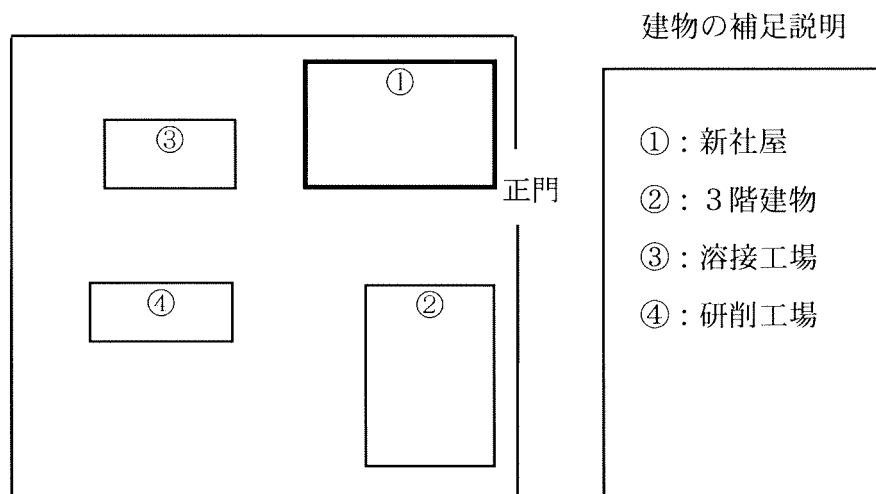 建物の補足説明
①
③
正門
④
②
①：新社屋
②：３階建物
③：溶接工場
④：研削工場